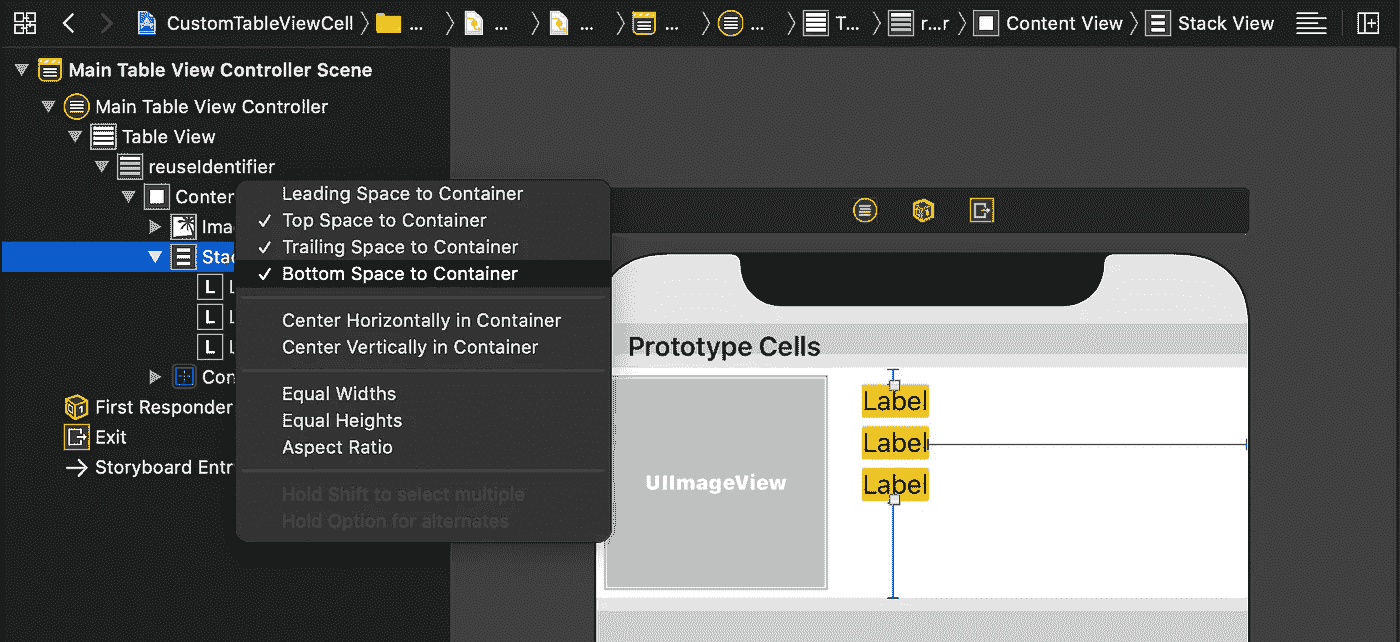 CustomTableViewCell ... ... ... ... ... T... r...r Content View Stack View
Main Table View Controller Scene
Main Table View Controller
Table View
reuseIdentifier
Conten
Ima
Sta
L
L
L
Con
First Responder
Exit
Storyboard Entr
Leading Space to Container
✓ Top Space to Container
✓ Trailing Space to Container
✓ Bottom Space to Container
Center Horizontally in Container
Center Vertically in Container
Equal Widths
Equal Heights
Aspect Ratio
Hold Shift to select multiple
Hold Option for alternates
Prototype Cells
UIImageView
Label
Label
Label